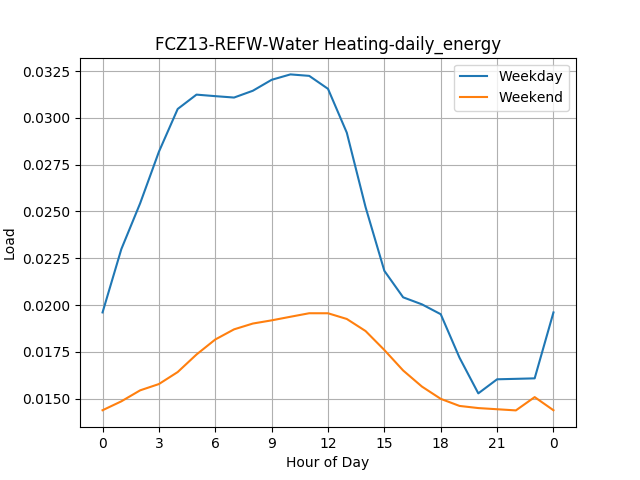 FCZ13-REFW-Water Heating-daily_energy
Weekday
Weekend
Load
0.0325
0.0300
0.0275
0.0250
0.0225
0.0200
0.0175
0.0150
0 3 6 9 12 15 18 21 0
Hour of Day